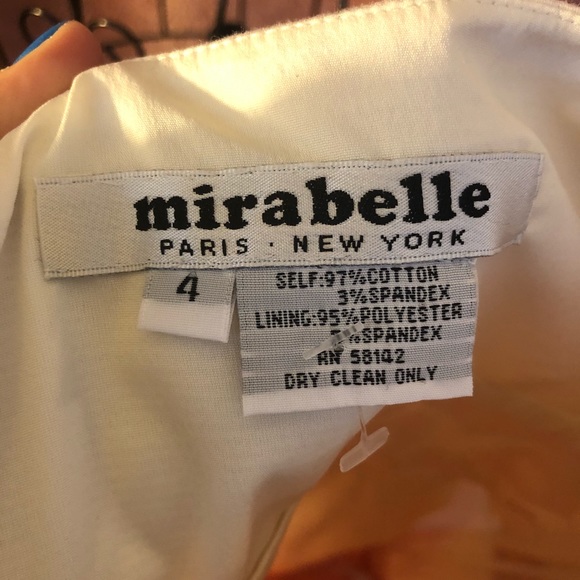 mirabelle
PARIS · NEW YORK
4
SELF:97%COTTON
3%SPANDEX
LINING:95%POLYESTER
%SPANDEX
RN 58142
DRY CLEAN ONLY